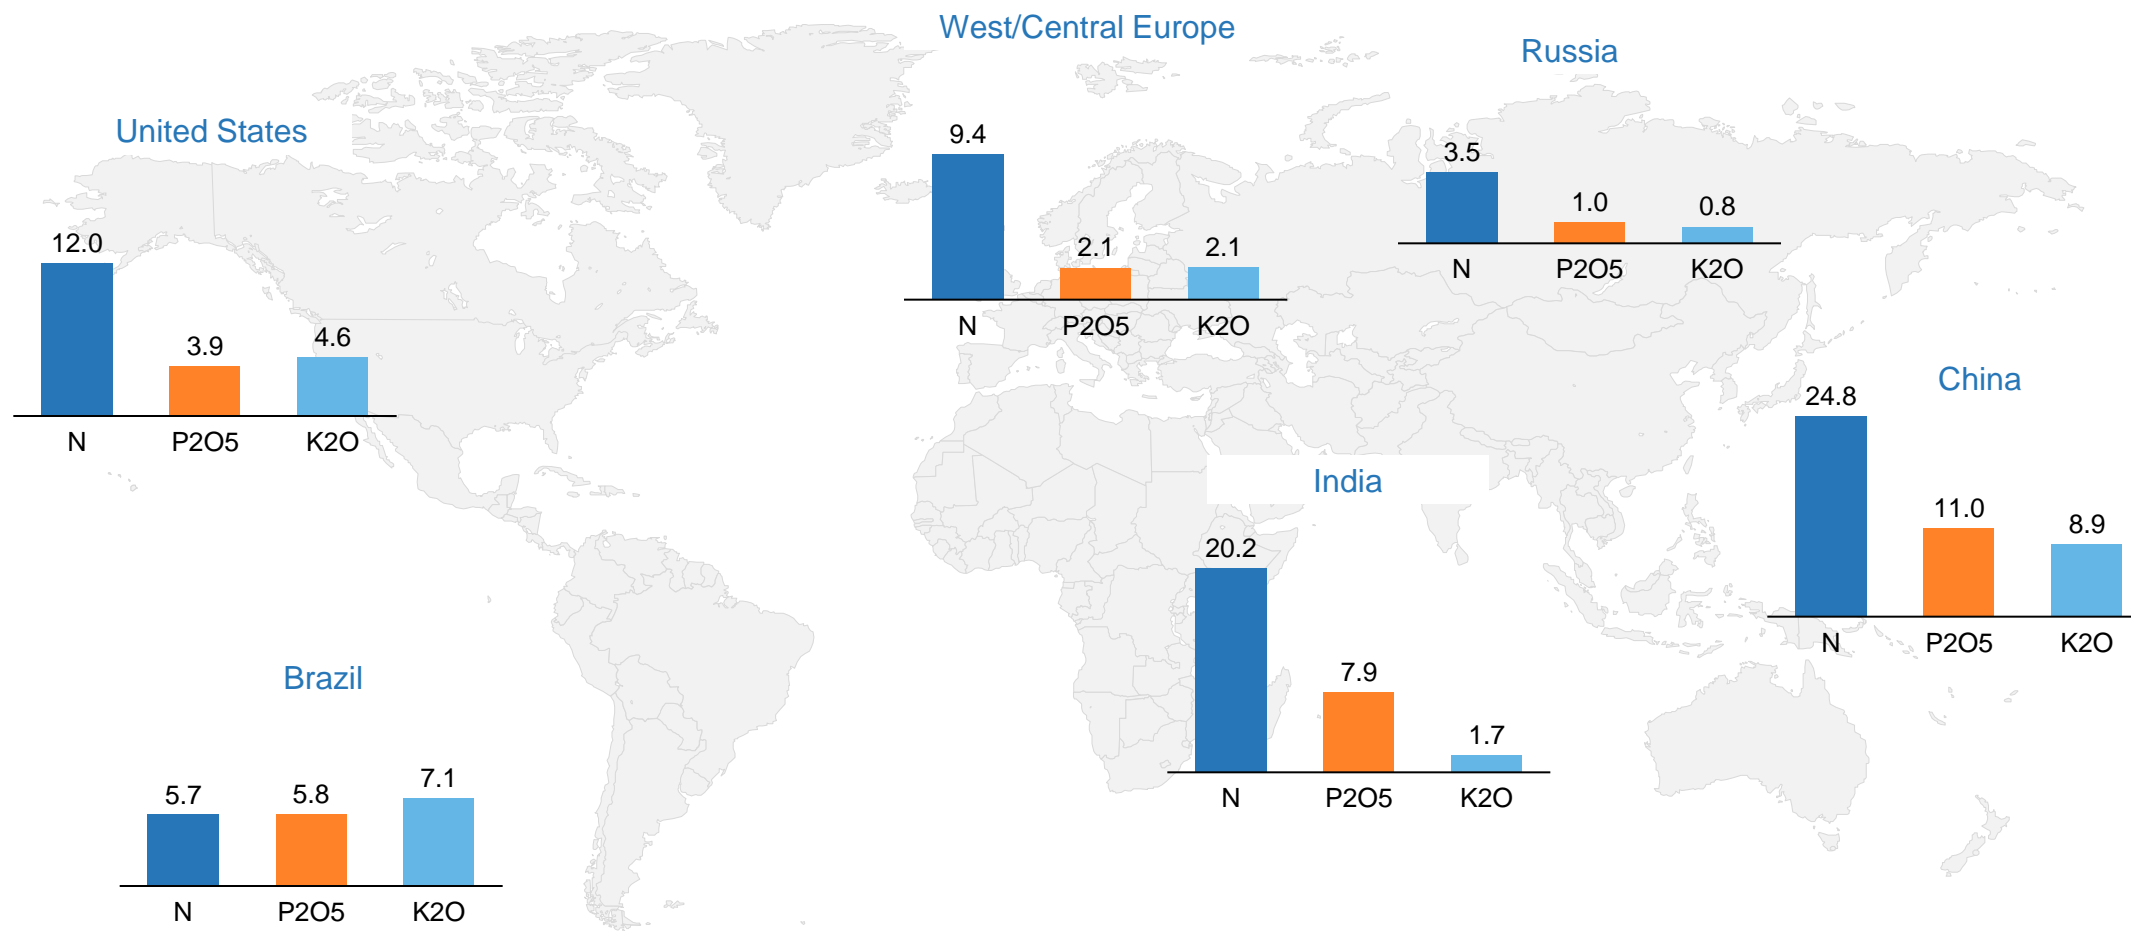 West/Central Europe
9.4
2.1
2.1
N P2O5 K2O
Russia
3.5
1.0
0.8
N P2O5 K2O
United States
12.0
3.9
4.6
N P2O5 K2O
China
24.8
11.0
8.9
N P2O5 K2O
India
20.2
7.9
1.7
N P2O5 K2O
Brazil
5.7
5.8
7.1
N P2O5 K2O